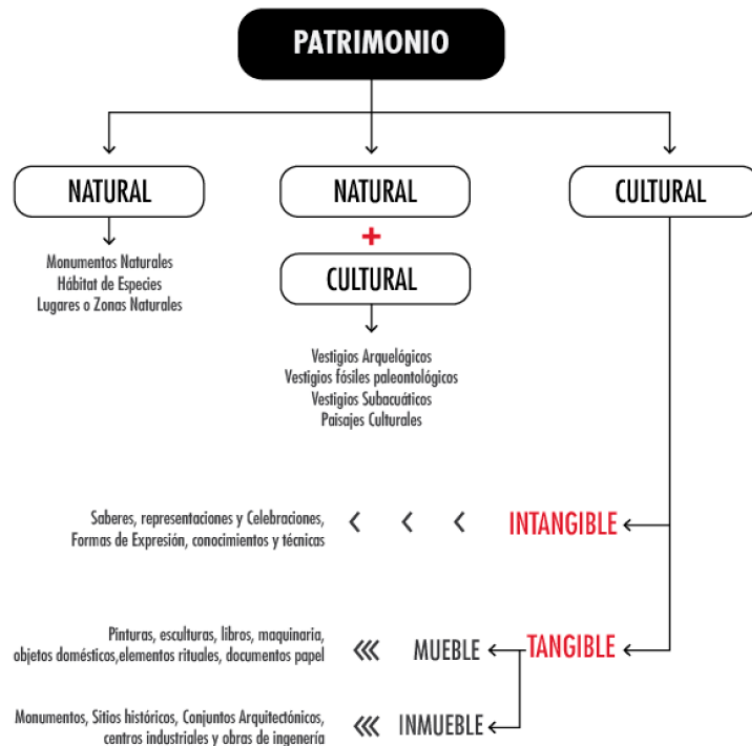 PATRIMONIO
NATURAL
Monumentos Naturales
Hábitat de Especies
Lugares o Zonas Naturales
NATURAL
+
CULTURAL
Vestigios Arquelógicos
Vestigios fósiles paleontológicos
Vestigios Subacuáticos
Paisajes Culturales
CULTURAL
Saberes, representaciones y Celebraciones,
Formas de Expresión, conocimientos y técnicas
INTANGIBLE
Pinturas, esculturas, libros, maquinaria,
objetos domésticos,elementos rituales, documentos papel
MUEBLE
TANGIBLE
Monumentos, Sitios históricos, Conjuntos Arquitectónicos,
centros industriales y obras de ingenería
INMUEBLE